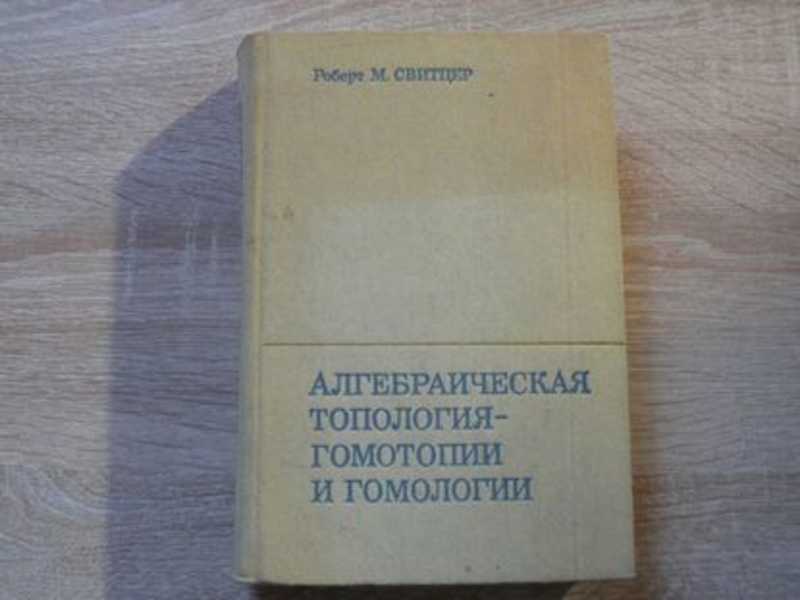 Роберт М. СВИТЦЕР
АЛГЕБРАИЧЕСКАЯ
ТОПОЛОГИЯ-
ГОМОТОПИИ
И ГОМОЛОГИИ